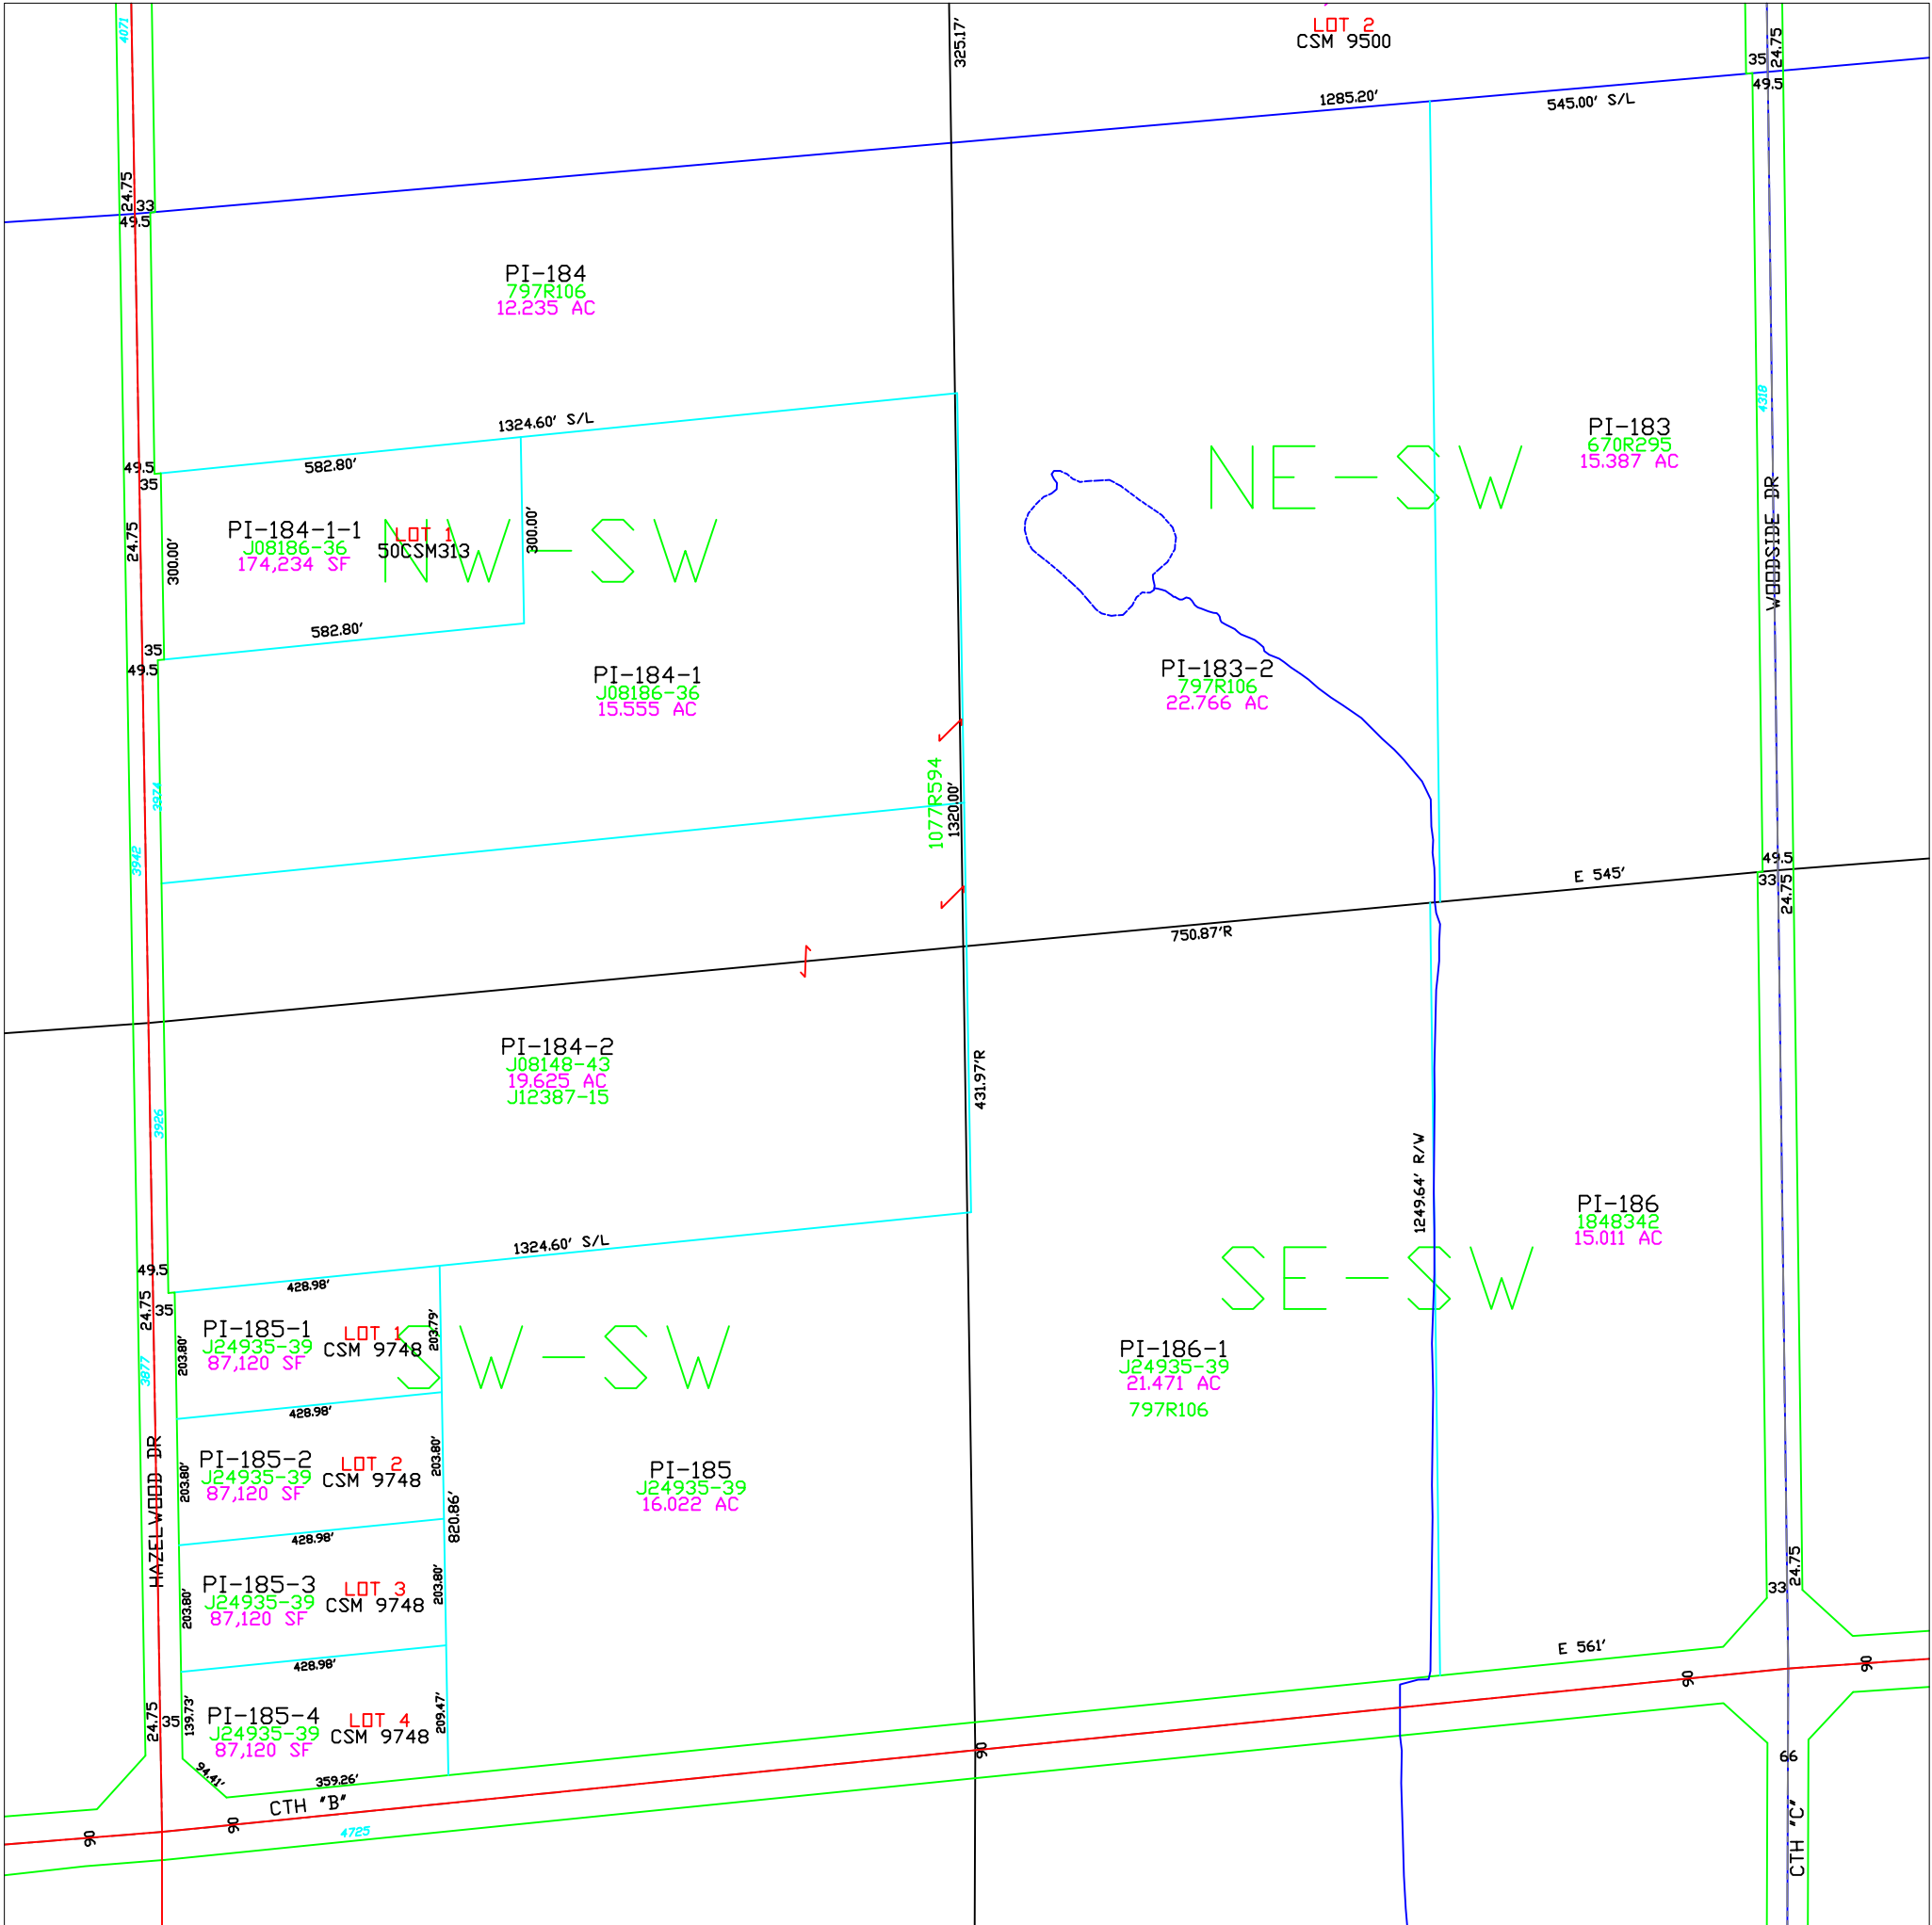 4071
325.17'
LOT 2
CSM 9500
24.75
35
49.5
1285.20'
545.00' S/L
24.75
33
49.5
PI-184
797R106
12.235 AC
1324.60' S/L
582.80'
49.5
35
24.75
300.00'
PI-184-1-1
J08186-36
174,234 SF
LOT 1
50CSM313
NW-SW
300.00'
582.80'
35
49.5
PI-184-1
J08186-36
15.555 AC
NE-SW
PI-183
670R295
15.387 AC
4318
WOODSIDE DR
PI-183-2
797R106
22.766 AC
1077R594
1320.00'
3974
3942
49.5
33
24.75
E 545'
750.87'R
PI-184-2
J08148-43
19.625 AC
J12387-15
431.97'R
3926
1249.64' R/W
PI-186
1848342
15.011 AC
SE-SW
1324.60' S/L
49.5
24.75
35
428.98'
203.80'
PI-185-1
J24935-39
87,120 SF
LOT 1
CSM 9748
203.79'
SW-SW
3877
PI-186-1
J24935-39
21.471 AC
797R106
428.98'
203.80'
PI-185-2
J24935-39
87,120 SF
LOT 2
CSM 9748
203.80'
HAZELWOOD DR
820.86'
PI-185
J24935-39
16.022 AC
428.98'
203.80'
PI-185-3
J24935-39
87,120 SF
LOT 3
CSM 9748
203.80'
24.75
33
E 561'
90
90
428.98'
24.75
35
139.73'
PI-185-4
J24935-39
87,120 SF
LOT 4
CSM 9748
209.47'
94.41'
359.26'
90
66
CTH "B"
90
90
4725
CTH "C"